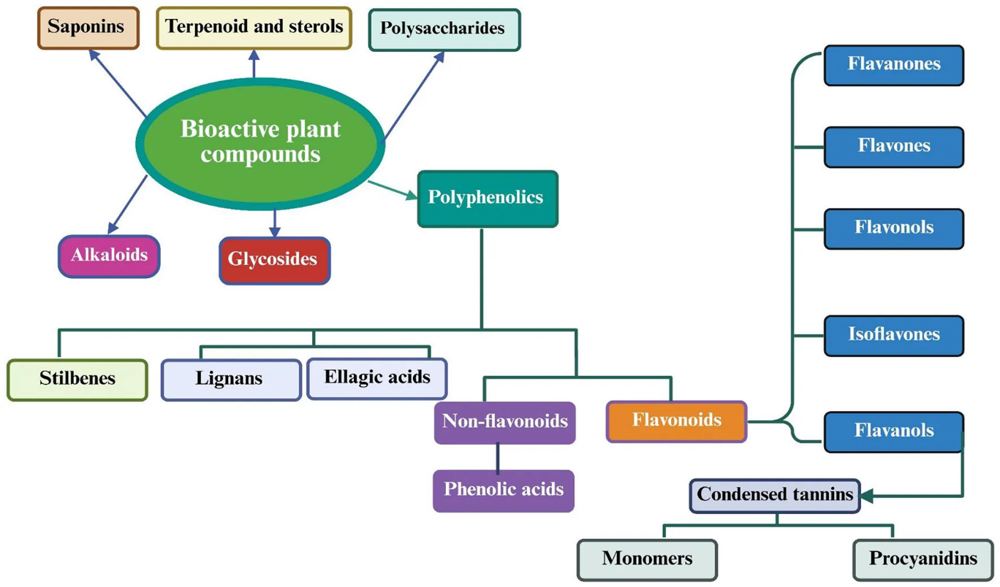 Saponins
Terpenoid and sterols
Polysaccharides
Bioactive plant
compounds
Polyphenolics
Alkaloids
Glycosides
Flavanones
Flavones
Flavonols
Isoflavones
Flavanols
Stilbenes
Lignans
Ellagic acids
Non-flavonoids
Flavonoids
Phenolic acids
Condensed tannins
Monomers
Procyanidins